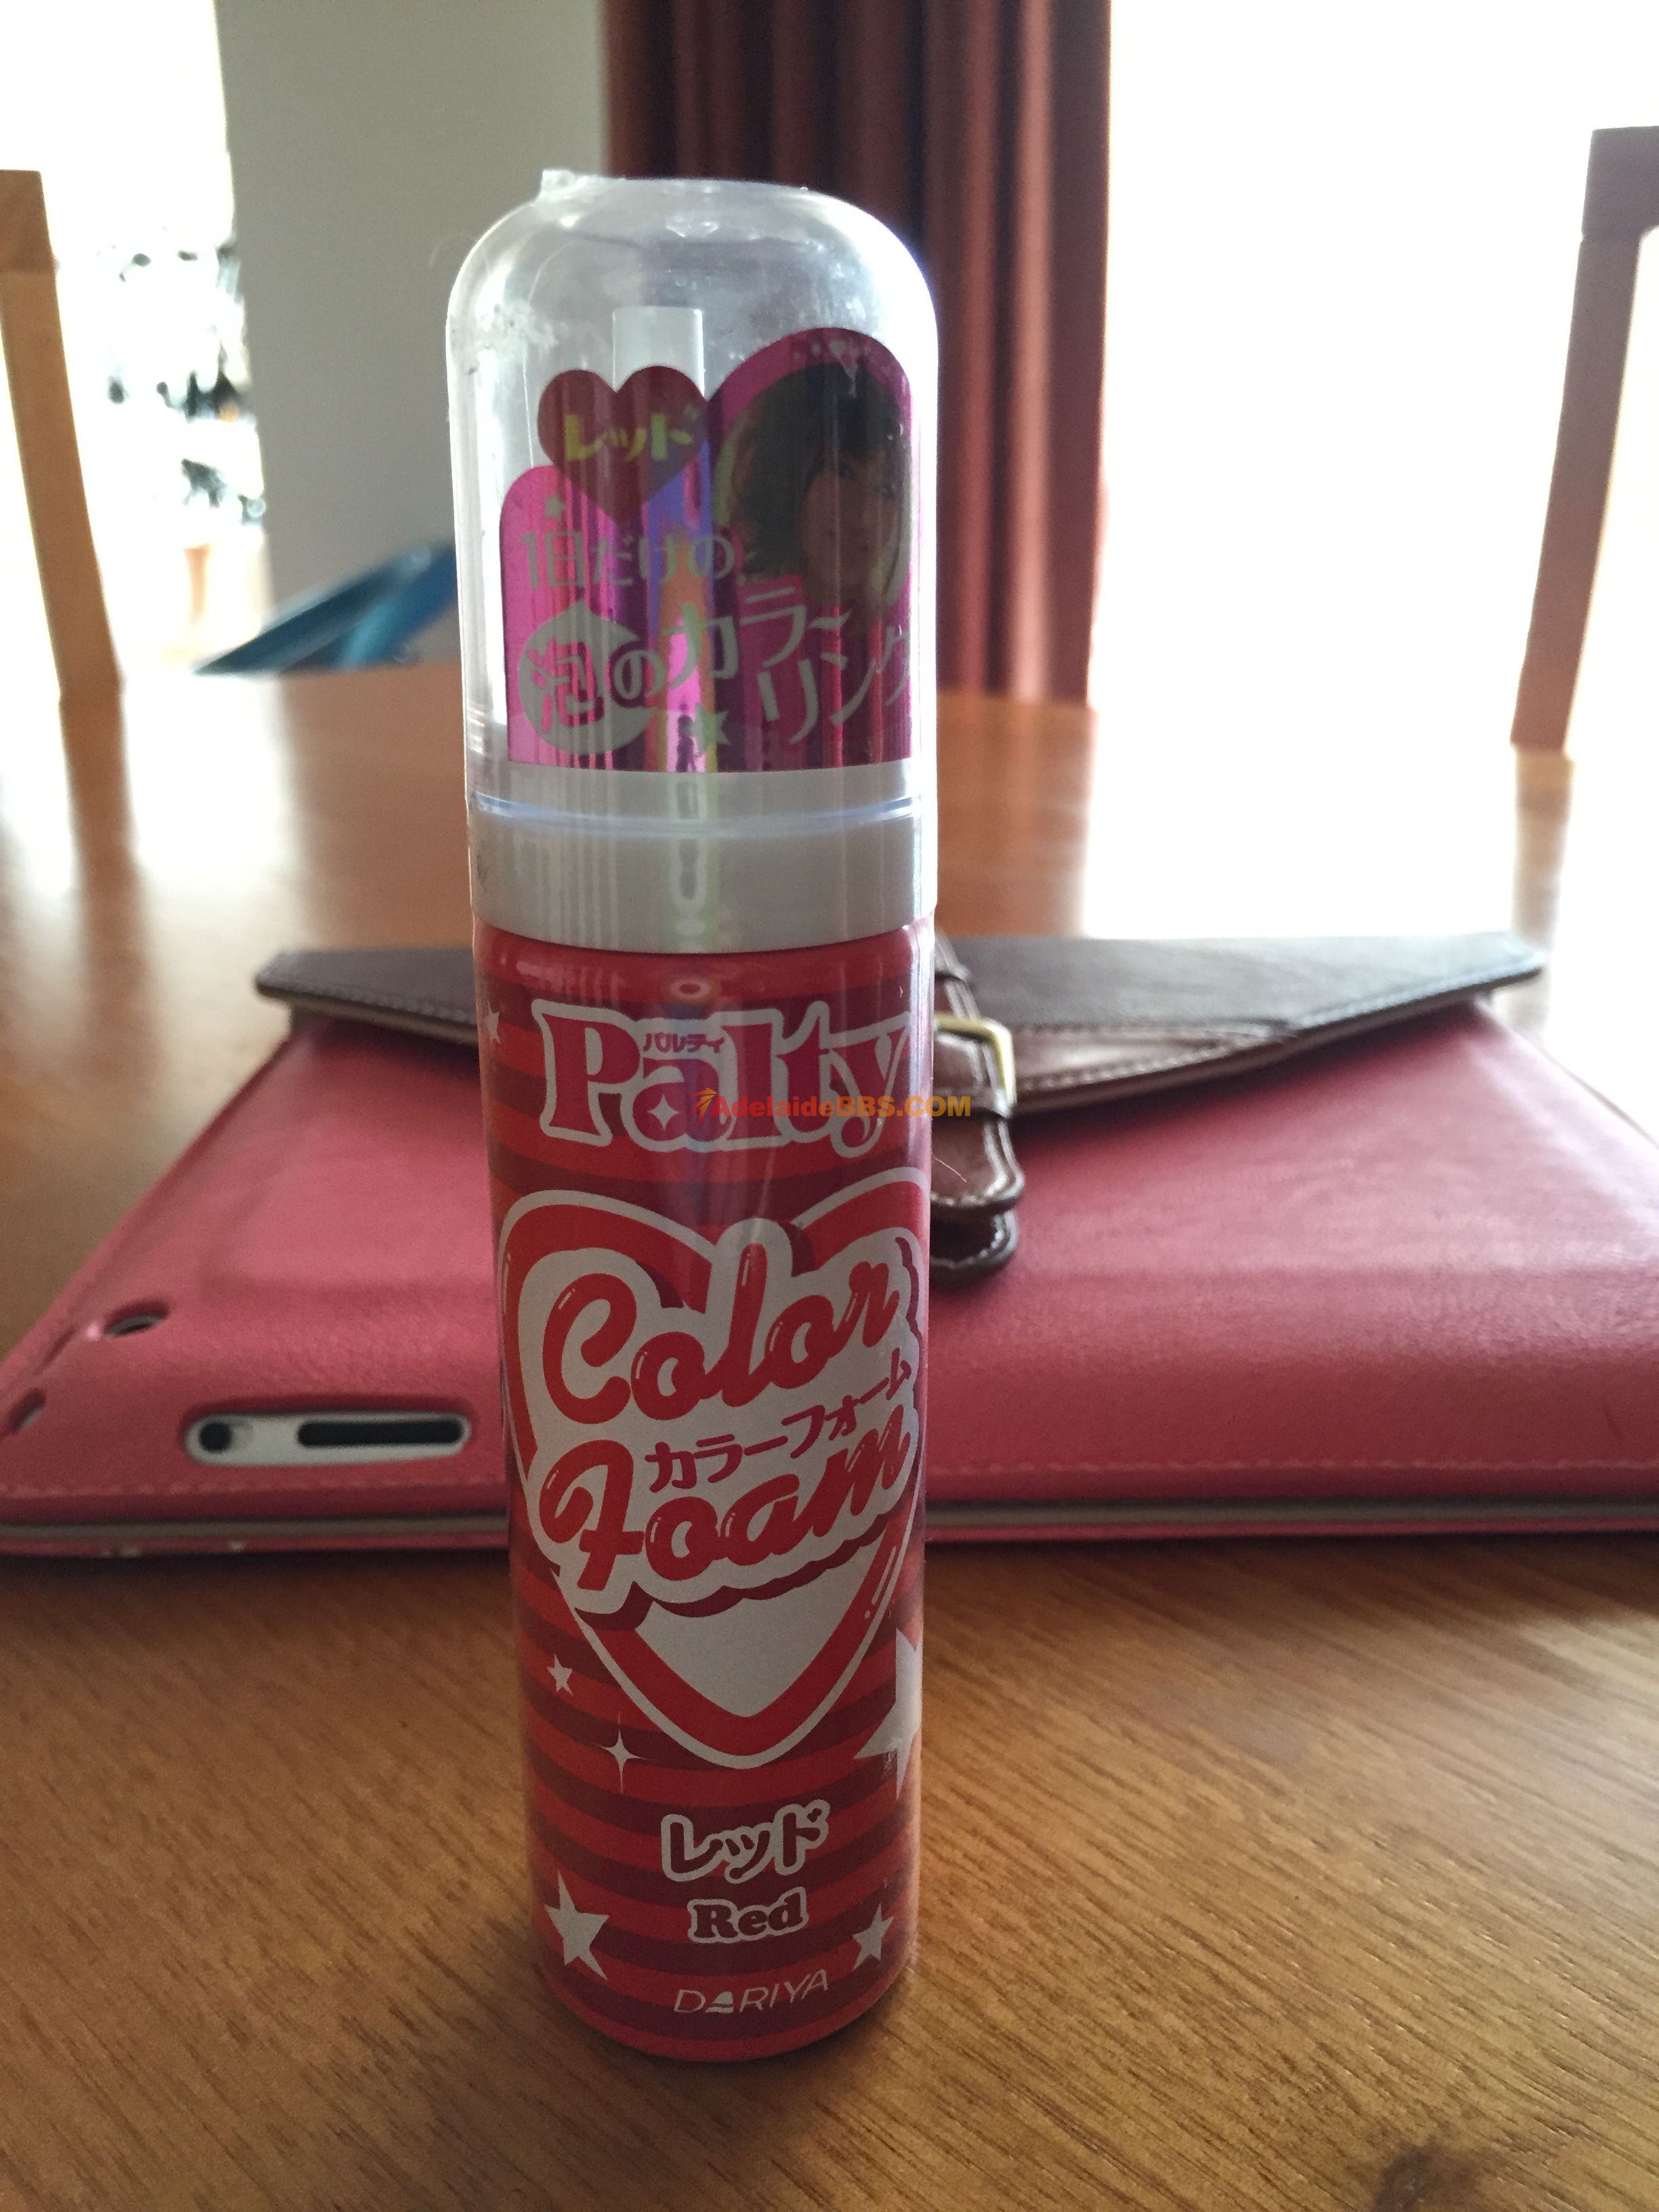 レッド
1日だけの
泡のカラー
リング
Palty
パルティ
AdelaideBBS.COM
Color
カラーフォーム
Foam
レッド
Red
DARIYA